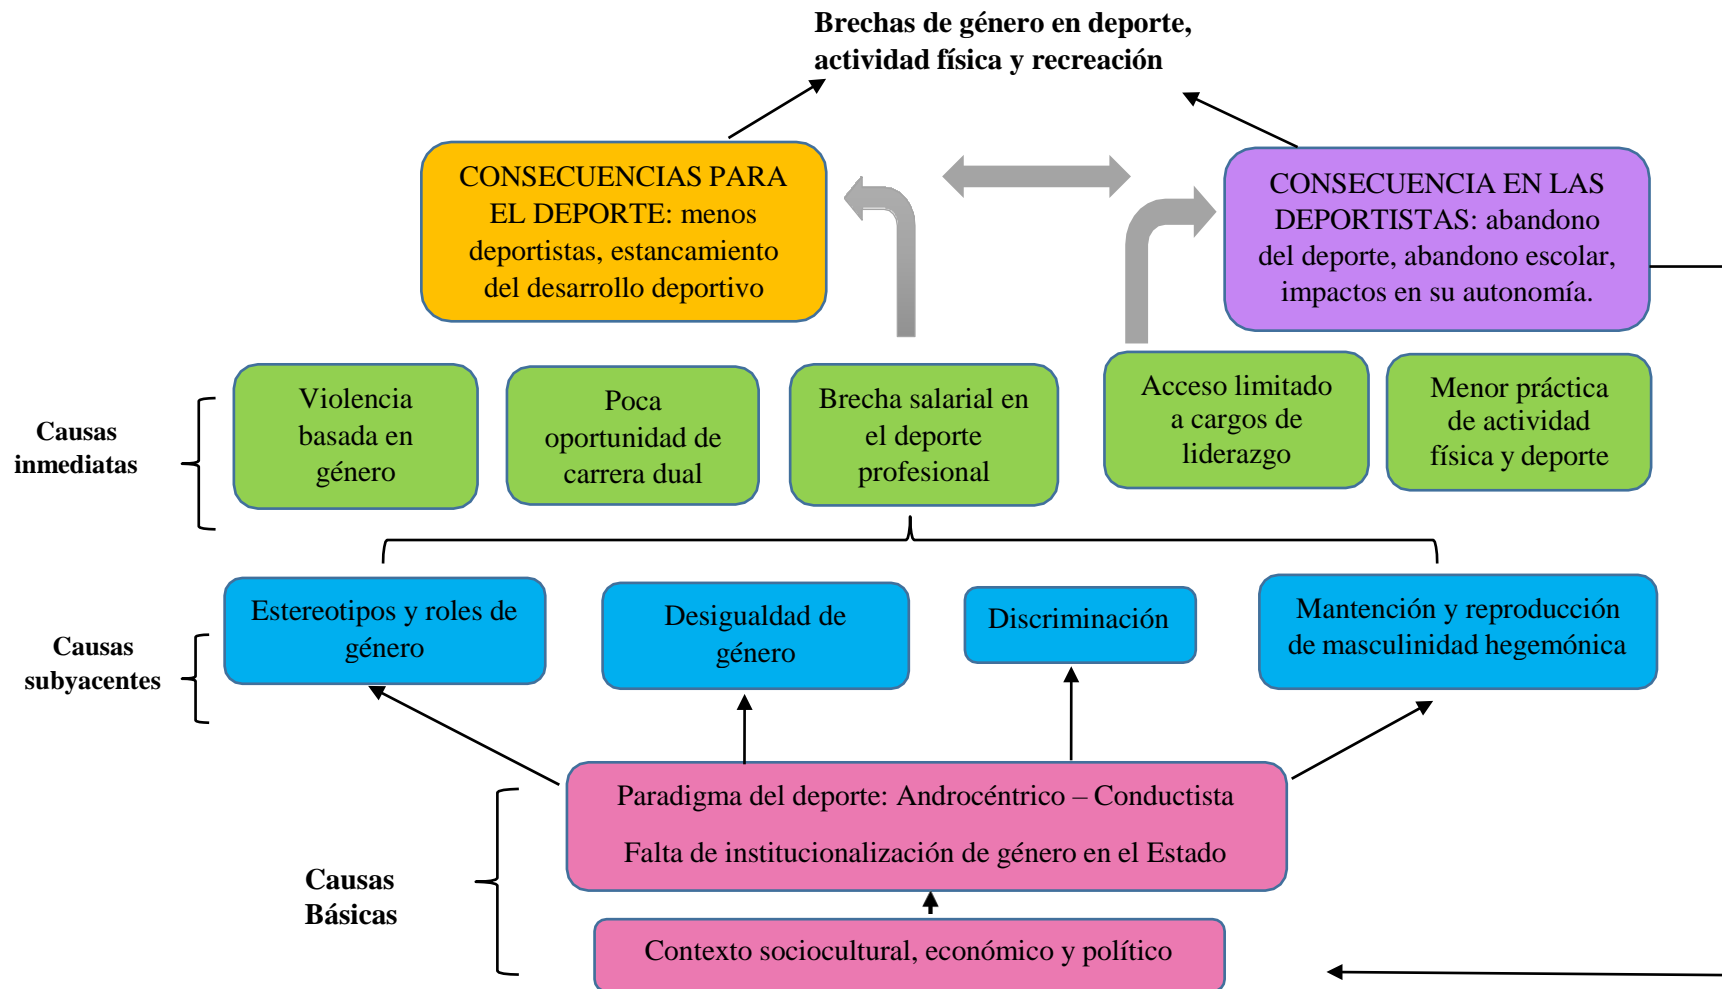 Brechas de género en deporte,
actividad física y recreación
CONSECUENCIAS PARA
EL DEPORTE: menos
deportistas, estancamiento
del desarrollo deportivo
CONSECUENCIA EN LAS
DEPORTISTAS: abandono
del deporte, abandono escolar,
impactos en su autonomía.
Causas
inmediatas
Violencia
basada en
género
Poca
oportunidad de
carrera dual
Brecha salarial en
el deporte
profesional
Acceso limitado
a cargos de
liderazgo
Menor práctica
de actividad
física y deporte
Causas
subyacentes
Estereotipos y roles de
género
Desigualdad de
género
Discriminación
Mantención y reproducción
de masculinidad hegemónica
Causas
Básicas
Paradigma del deporte: Androcéntrico – Conductista
Falta de institucionalización de género en el Estado
Contexto sociocultural, económico y político